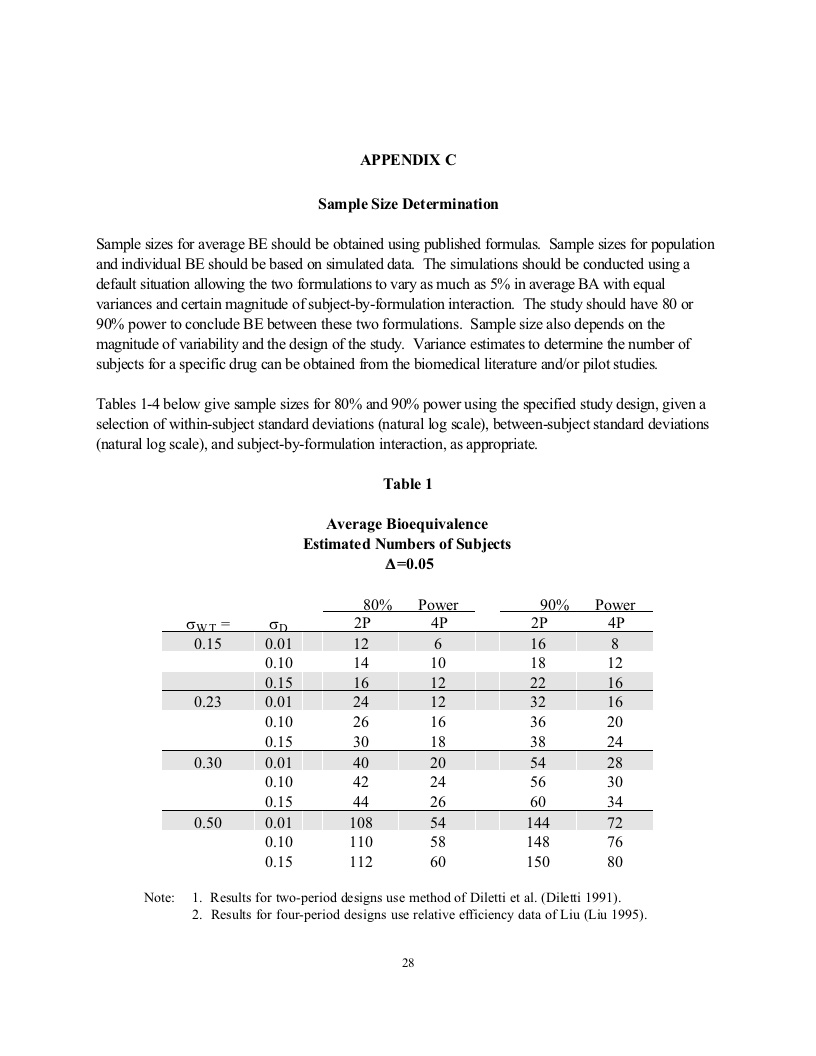 APPENDIX C
Sample Size Determination
Sample sizes for average BE should be obtained using published formulas.  Sample sizes for population
and individual BE should be based on simulated data.  The simulations should be conducted using a
default situation allowing the two formulations to vary as much as 5% in average BA with equal
variances and certain magnitude of subject-by-formulation interaction.  The study should have 80 or
90% power to conclude BE between these two formulations.  Sample size also depends on the
magnitude of variability and the design of the study.  Variance estimates to determine the number of
subjects for a specific drug can be obtained from the biomedical literature and/or pilot studies.
Tables 1-4 below give sample sizes for 80% and 90% power using the specified study design, given a
selection of within-subject standard deviations (natural log scale), between-subject standard deviations
(natural log scale), and subject-by-formulation interaction, as appropriate.
Table 1
Average Bioequivalence
Estimated Numbers of Subjects
Δ=0.05
80% Power 90% Power
σWT = σD 2P 4P 2P 4P
0.15 0.01 12 6 16 8
0.10 14 10 18 12
0.15 16 12 22 16
0.23 0.01 24 12 32 16
0.10 26 16 36 20
0.15 30 18 38 24
0.30 0.01 40 20 54 28
0.10 42 24 56 30
0.15 44 26 60 34
0.50 0.01 108 54 144 72
0.10 110 58 148 76
0.15 112 60 150 80
Note: 1. Results for two-period designs use method of Diletti et al. (Diletti 1991).
2. Results for four-period designs use relative efficiency data of Liu (Liu 1995).
28